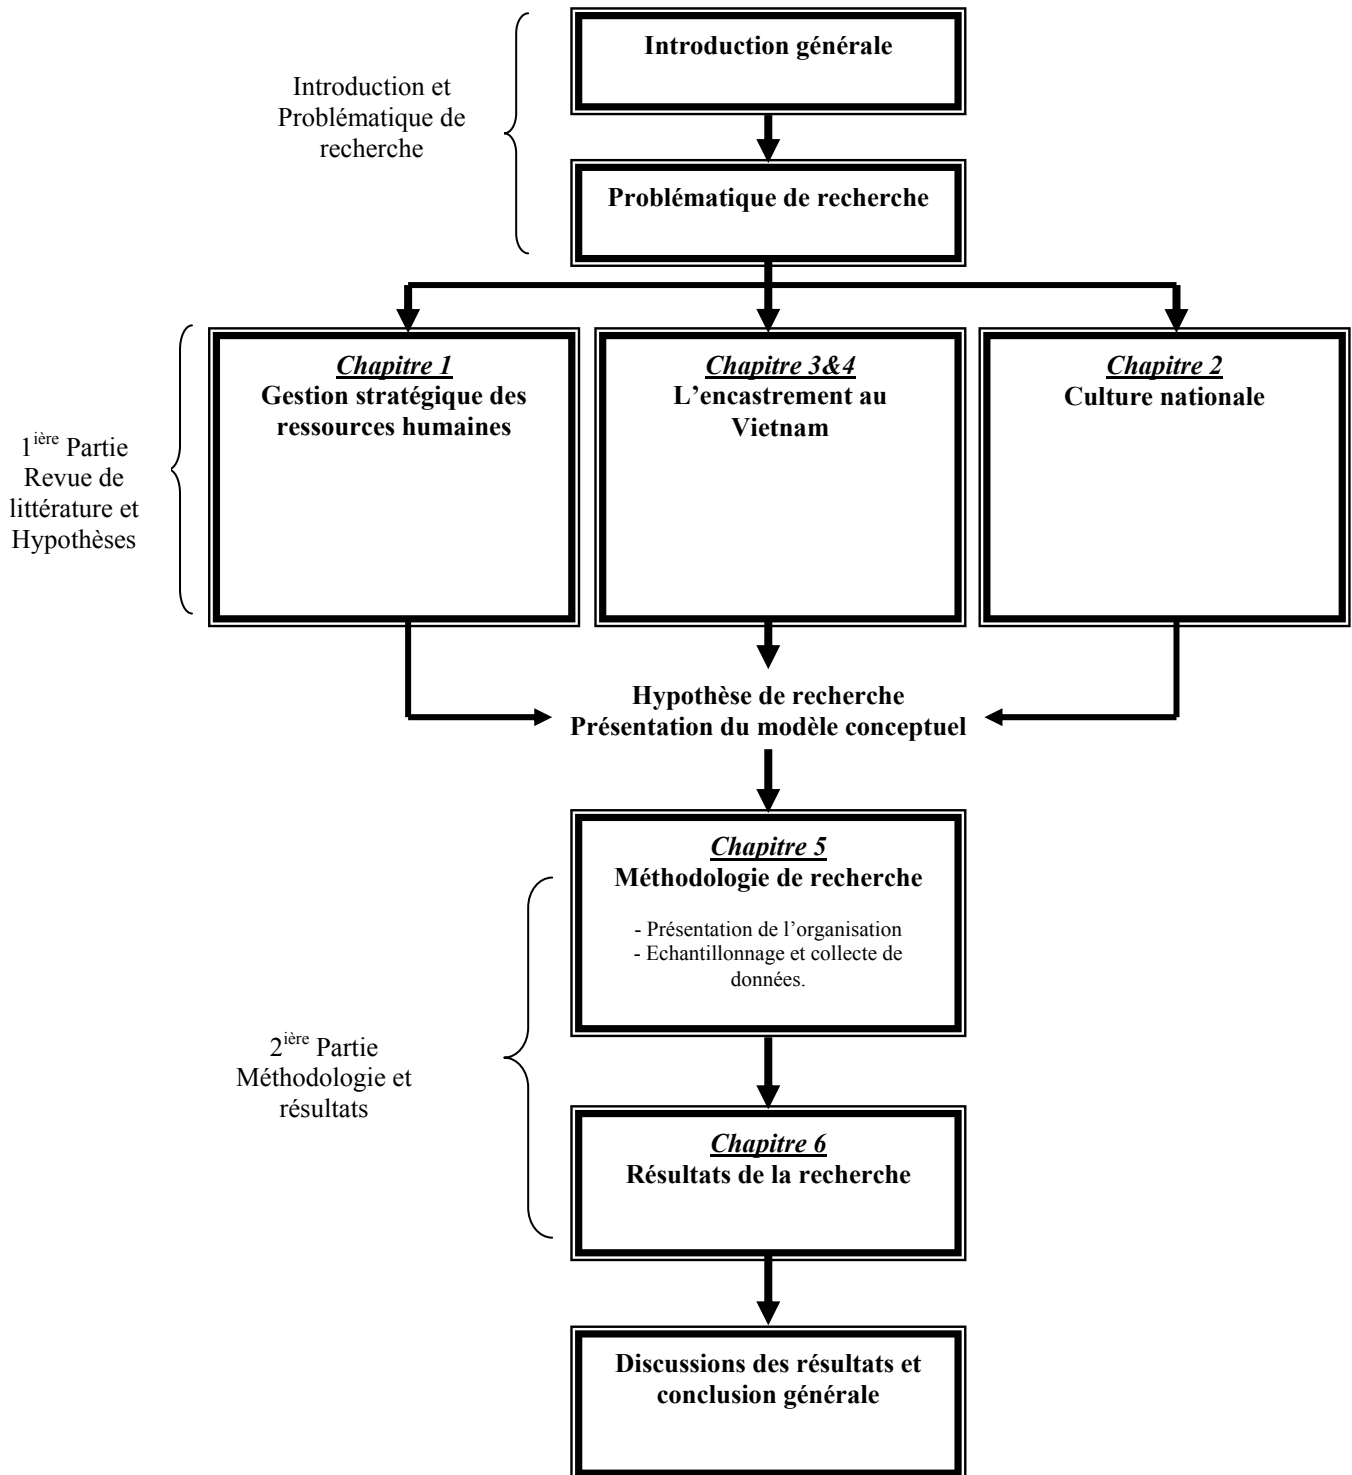 Introduction générale
Introduction et
Problématique de
recherche
Problématique de recherche
1ière Partie
Revue de
littérature et
Hypothèses
Chapitre 1
Gestion stratégique des
ressources humaines
Chapitre 3&4
L’encastrement au
Vietnam
Chapitre 2
Culture nationale
Hypothèse de recherche
Présentation du modèle conceptuel
2ière Partie
Méthodologie et
résultats
Chapitre 5
Méthodologie de recherche
- Présentation de l’organisation
- Echantillonnage et collecte de
données.
Chapitre 6
Résultats de la recherche
Discussions des résultats et
conclusion générale